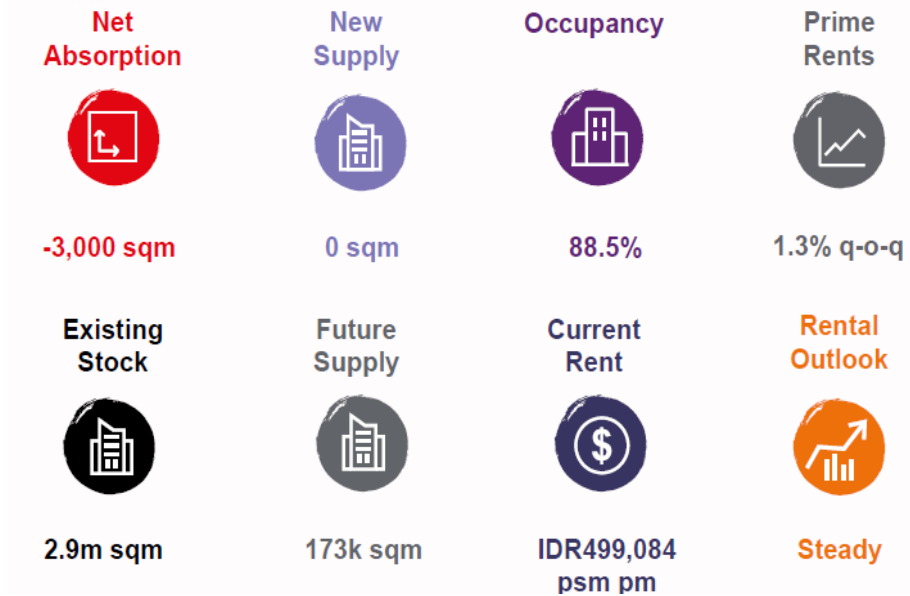 Net
Absorption
New
Supply
Occupancy
Prime
Rents
-3,000 sqm
0 sqm
88.5%
1.3% q-o-q
Existing
Stock
Future
Supply
Current
Rent
Rental
Outlook
$
2.9m sqm
173k sqm
IDR499,084
psm pm
Steady